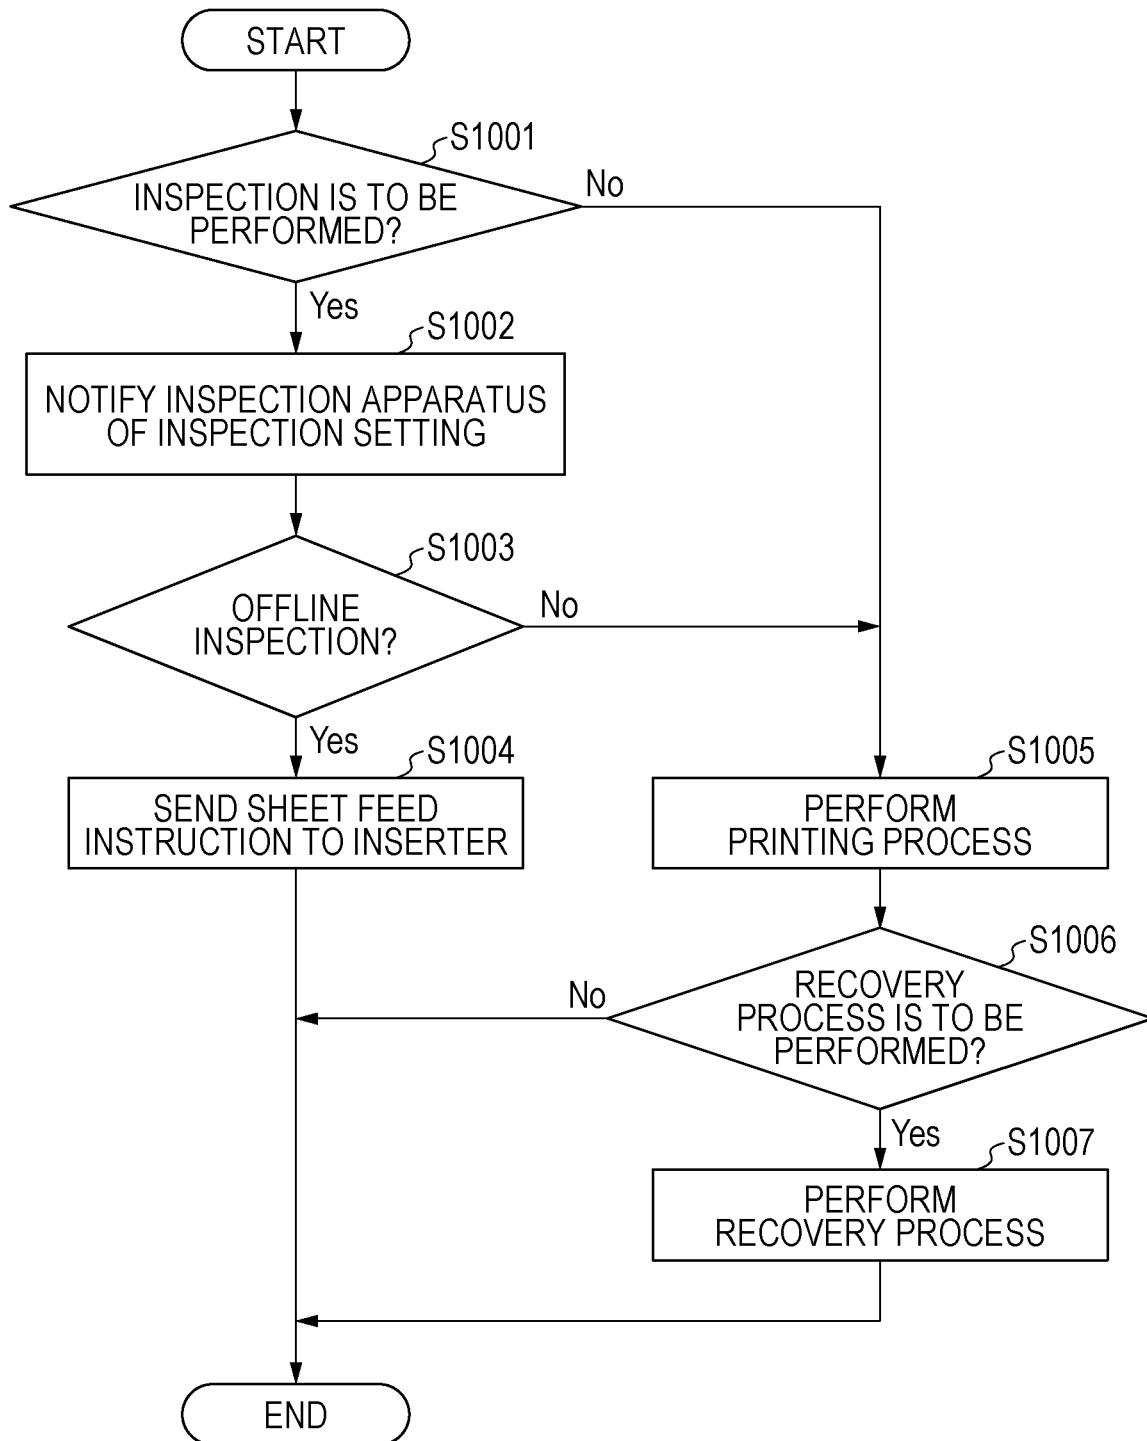 START
S1001
INSPECTION IS TO BE
PERFORMED?
No
Yes
S1002
NOTIFY INSPECTION APPARATUS
OF INSPECTION SETTING
S1003
OFFLINE
INSPECTION?
No
Yes
S1004
SEND SHEET FEED
INSTRUCTION TO INSERTER
S1005
PERFORM
PRINTING PROCESS
S1006
RECOVERY
PROCESS IS TO BE
PERFORMED?
No
Yes
S1007
PERFORM
RECOVERY PROCESS
END